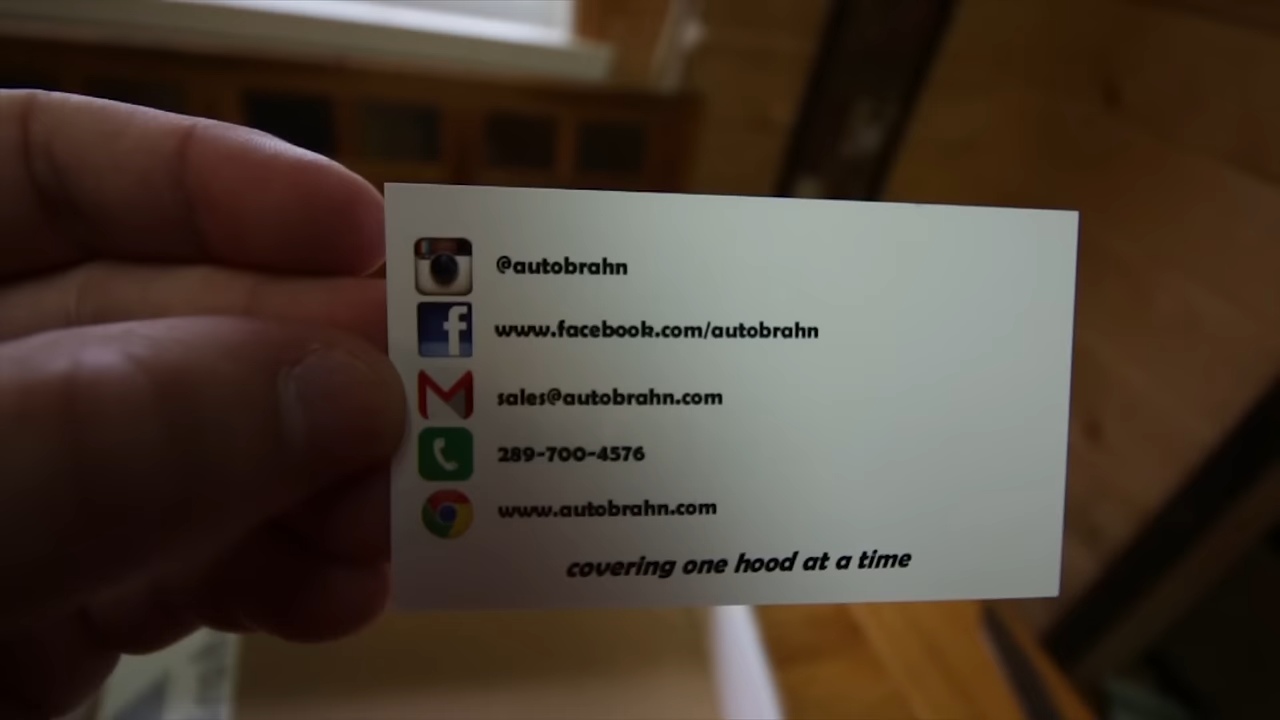 @autobrahn
www.facebook.com/autobrahn
sales@autobrahn.com
289-700-4576
www.autobrahn.com
covering one hood at a time